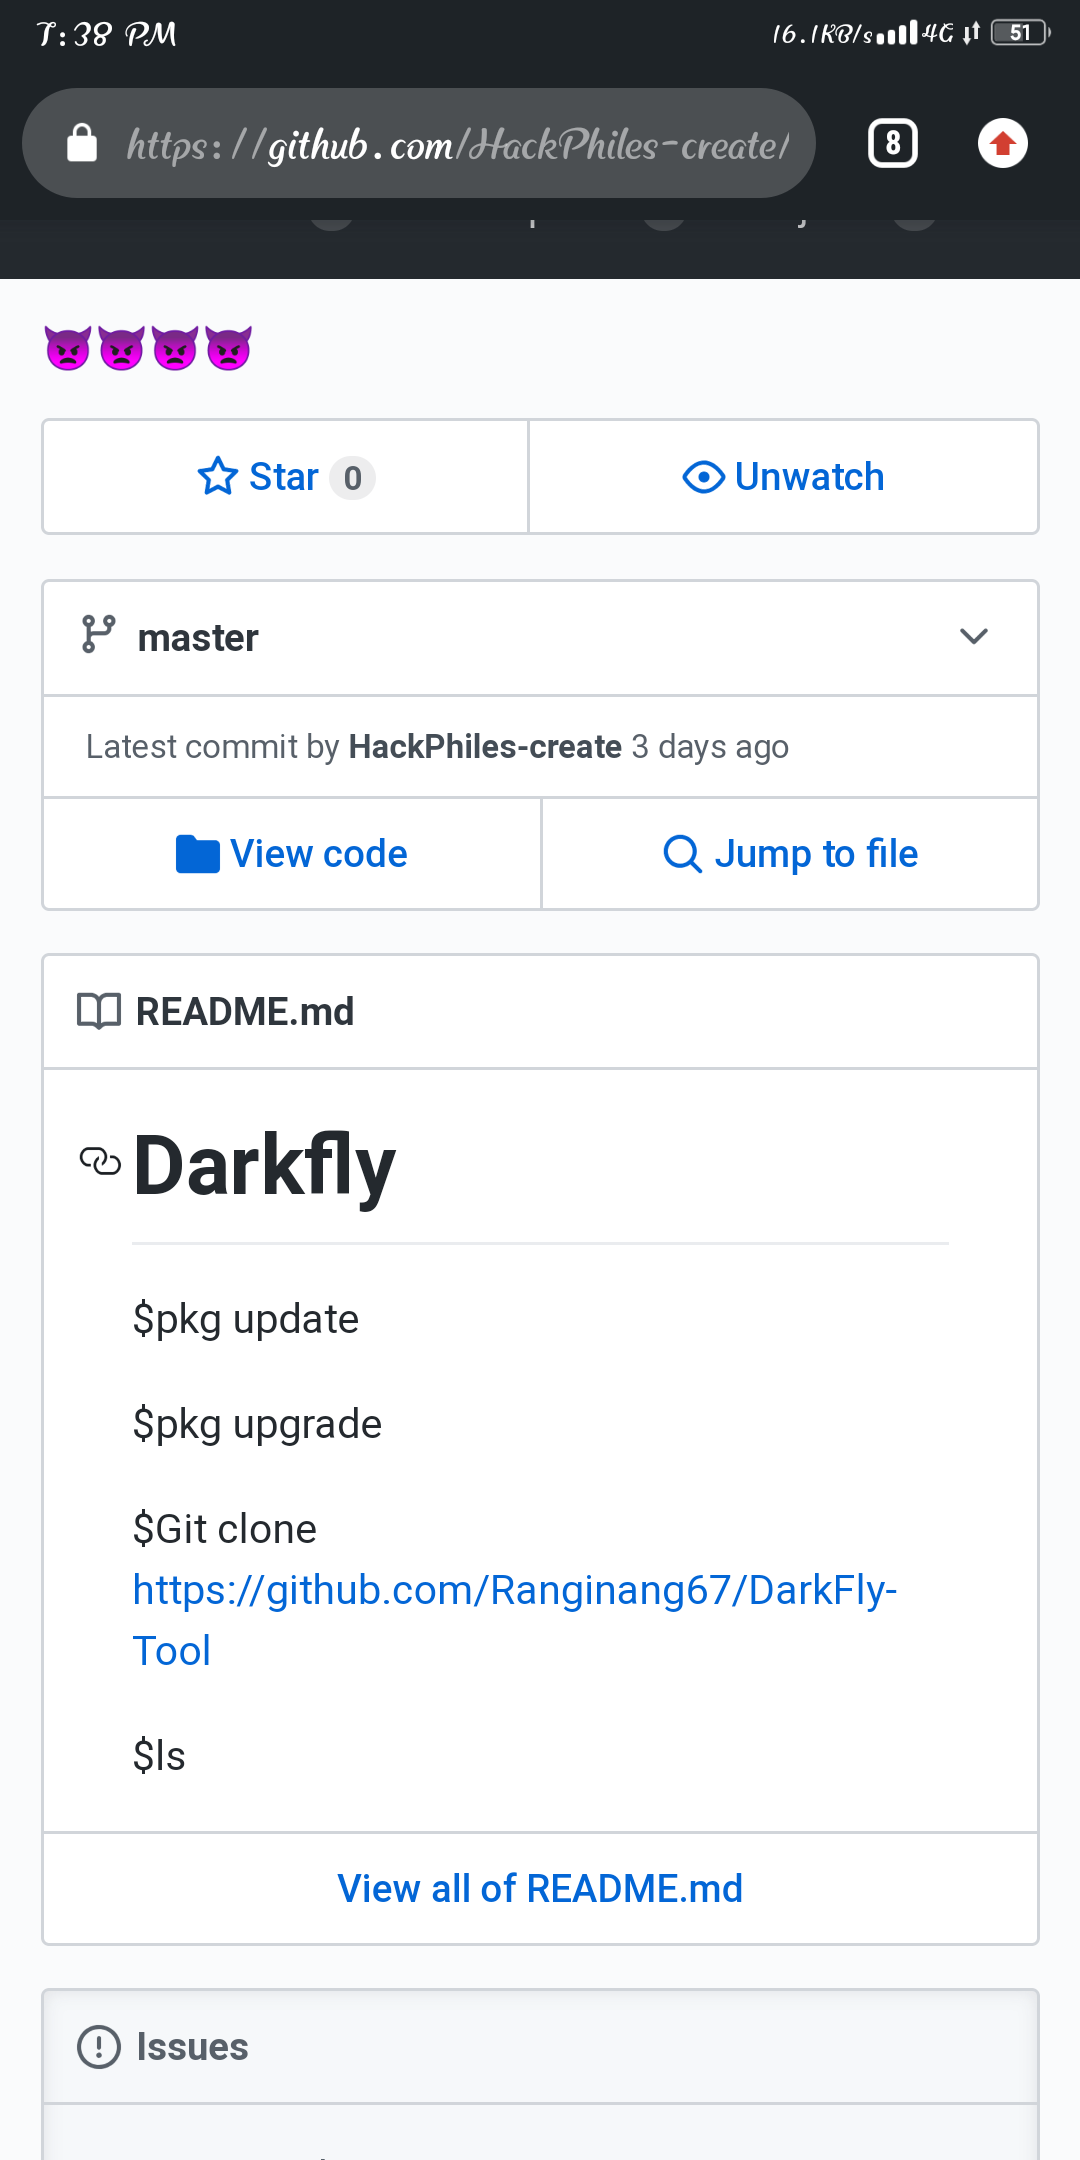 7:38 PM
16.1KB/s 4G 51
https://github.com/HackPhiles-create/
8
Star 0
Unwatch
master
Latest commit by HackPhiles-create 3 days ago
View code
Jump to file
README.md
Darkfly
$pkg update
$pkg upgrade
$Git clone
https://github.com/Ranginang67/DarkFly-
Tool
$ls
View all of README.md
Issues